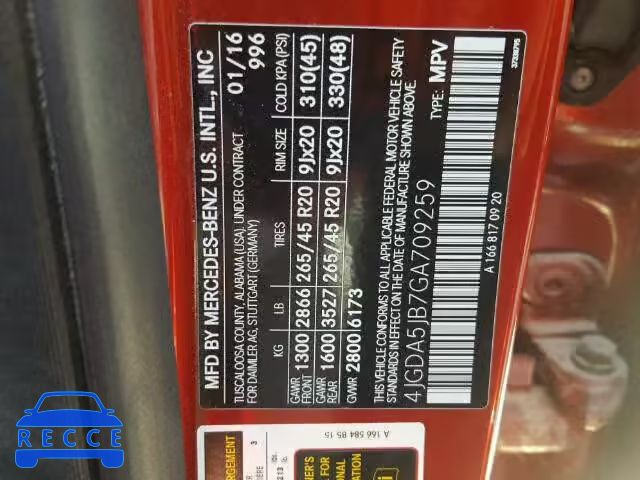 MFD BY MERCEDES-BENZ U.S. INTL., INC
TUSCALOOSA COUNTY, ALABAMA (USA), UNDER CONTRACT
FOR DAIMLER AG, STUTTGART (GERMANY)
01/16
996
KG LB TIRES RIM SIZE COLD KPA (PSI)
GAWR FRONT 1300 2866 265/45 R20 9Jx20 310(45)
GAWR REAR 1600 3527 265/45 R20 9Jx20 330(48)
GVWR 2800 6173
THIS VEHICLE CONFORMS TO ALL APPLICABLE FEDERAL MOTOR VEHICLE SAFETY
STANDARDS IN EFFECT ON THE DATE OF MANUFACTURE SHOWN ABOVE.
4JGDA5JB7GA709259 TYPE: MPV
A 166 817 09 20
A 166 584 85 15
RECCE